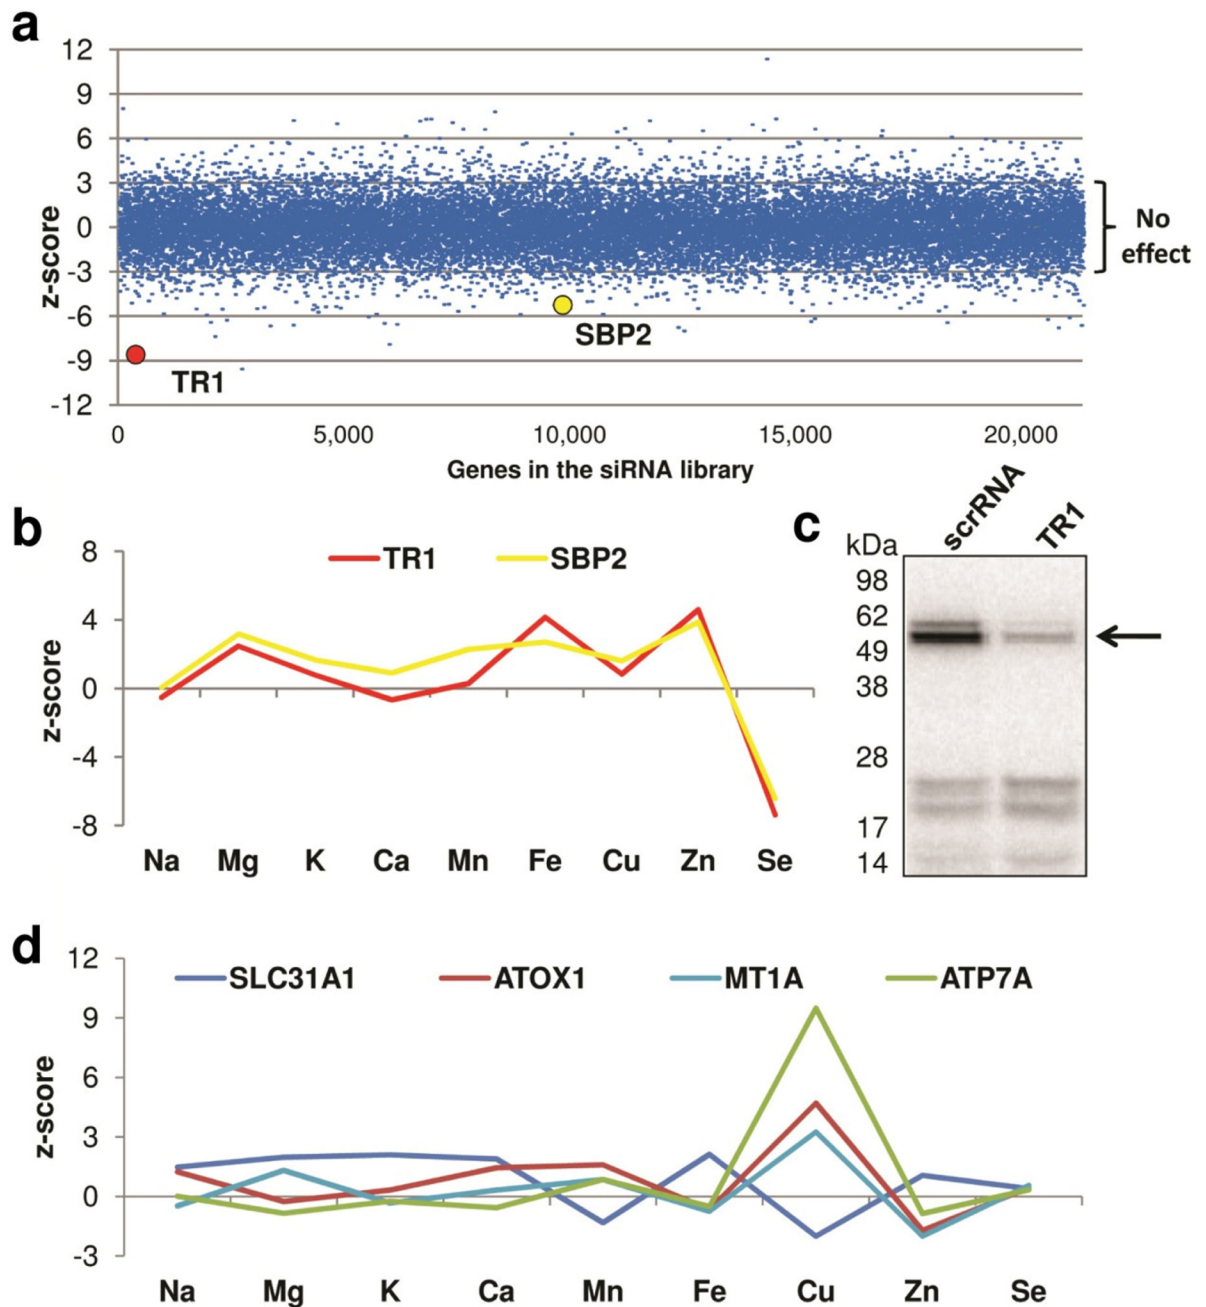 a
12
9
6
3
0
-3
-6
-9
-12
z-score
No
effect
SBP2
TR1
0 5,000 10,000 15,000 20,000
Genes in the siRNA library
b
8
4
0
-4
-8
z-score
TR1 SBP2
Na Mg K Ca Mn Fe Cu Zn Se
c
kDa
scrRNA
TR1
98
62
49
38
28
17
14
d
12
9
6
3
0
-3
z-score
SLC31A1 ATOX1 MT1A ATP7A
Na Mg K Ca Mn Fe Cu Zn Se